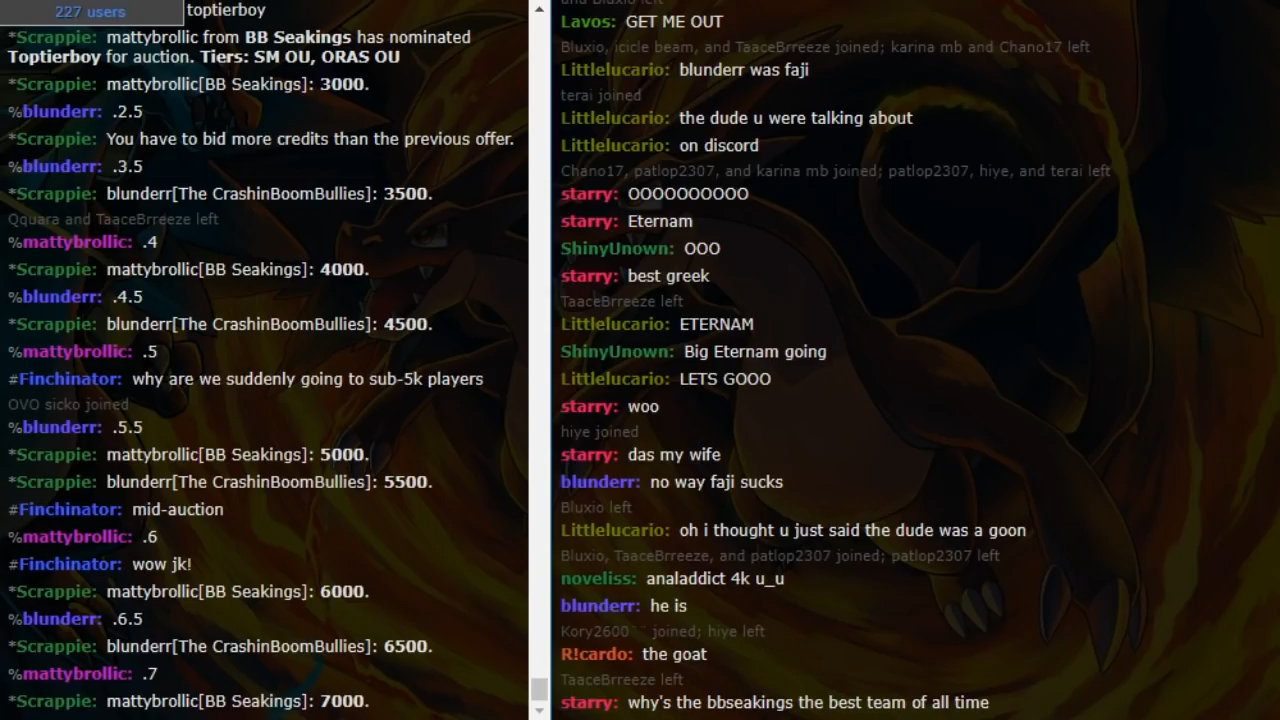 227 users
toptierboy
*Scrappie: mattybrollic from BB Seakings has nominated
Toptierboy for auction. Tiers: SM OU, ORAS OU
*Scrappie: mattybrollic[BB Seakings]: 3000.
%blunderr: .2.5
*Scrappie: You have to bid more credits than the previous offer.
%blunderr: .3.5
*Scrappie: blunderr[The CrashinBoomBullies]: 3500.
Qquara and TaaceBrreeze left
%mattybrollic: .4
*Scrappie: mattybrollic[BB Seakings]: 4000.
%blunderr: .4.5
*Scrappie: blunderr[The CrashinBoomBullies]: 4500.
%mattybrollic: .5
#Finchinator: why are we suddenly going to sub-5k players
OVO sicko joined
%blunderr: .5.5
*Scrappie: mattybrollic[BB Seakings]: 5000.
*Scrappie: blunderr[The CrashinBoomBullies]: 5500.
#Finchinator: mid-auction
%mattybrollic: .6
#Finchinator: wow jk!
*Scrappie: mattybrollic[BB Seakings]: 6000.
%blunderr: .6.5
*Scrappie: blunderr[The CrashinBoomBullies]: 6500.
%mattybrollic: .7
*Scrappie: mattybrollic[BB Seakings]: 7000.
and Bluxio left
Lavos: GET ME OUT
Bluxio, icicle beam, and TaaceBrreeze joined; karina mb and Chano17 left
Littlelucario: blunderr was faji
terai joined
Littlelucario: the dude u were talking about
Littlelucario: on discord
Chano17, patlop2307, and karina mb joined; patlop2307, hiye, and terai left
starry: OOOOOOOOOO
starry: Eternam
ShinyUnown: OOO
starry: best greek
TaaceBrreeze left
Littlelucario: ETERNAM
ShinyUnown: Big Eternam going
Littlelucario: LETS GOOO
starry: woo
hiye joined
starry: das my wife
blunderr: no way faji sucks
Bluxio left
Littlelucario: oh i thought u just said the dude was a goon
Bluxio, TaaceBrreeze, and patlop2307 joined; patlop2307 left
noveliss: analaddict 4k u_u
blunderr: he is
Kory2600`` joined; hiye left
R!cardo: the goat
TaaceBrreeze left
starry: why's the bbseakings the best team of all time